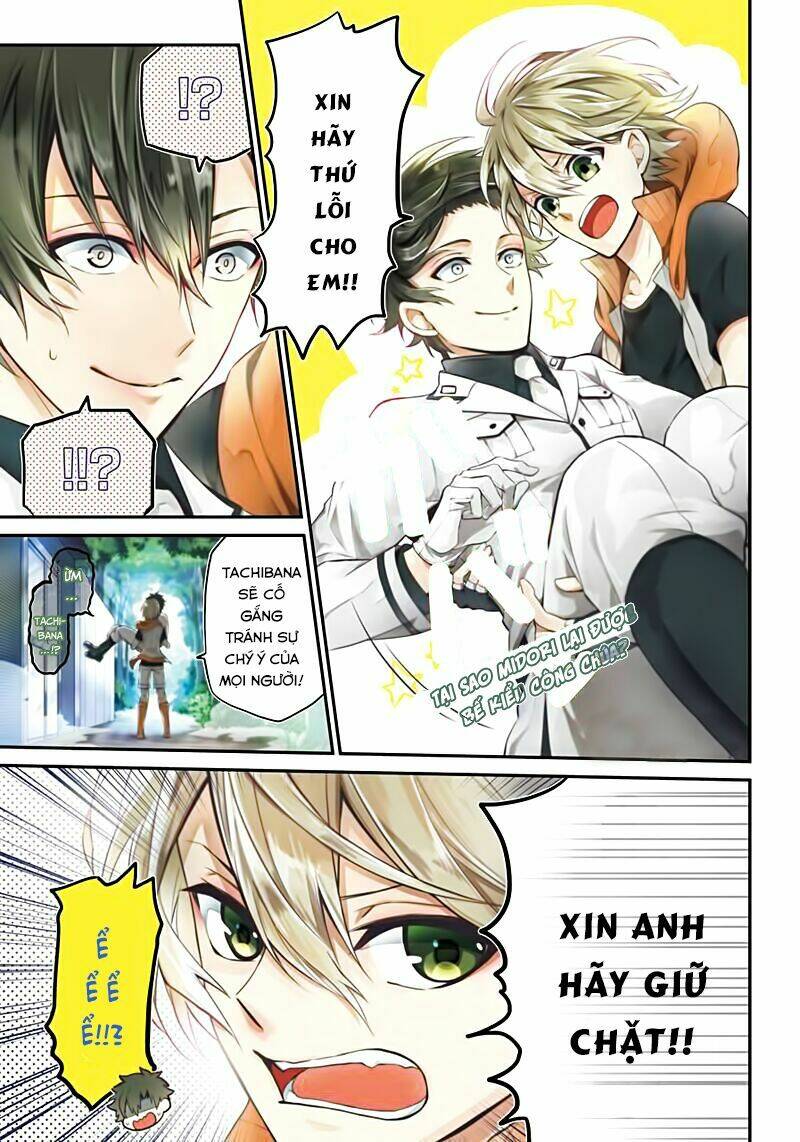 XIN
HÃY
THỨ
LỖI
CHO
EM!!
!?
!!?
TẠI SAO MIDORI LẠI ĐƯỢC
BẾ KIỂU CÔNG CHÚA?
TACHIBANA
SẼ CỐ
GẮNG
TRÁNH SỰ
CHÝ Ý CỦA
MỌI NGƯỜI!
ỪM
...
TACHI-
BANA
...!?
XIN ANH
HÃY GIỮ
CHẶT!!
Ể
Ể Ể
Ể!!?